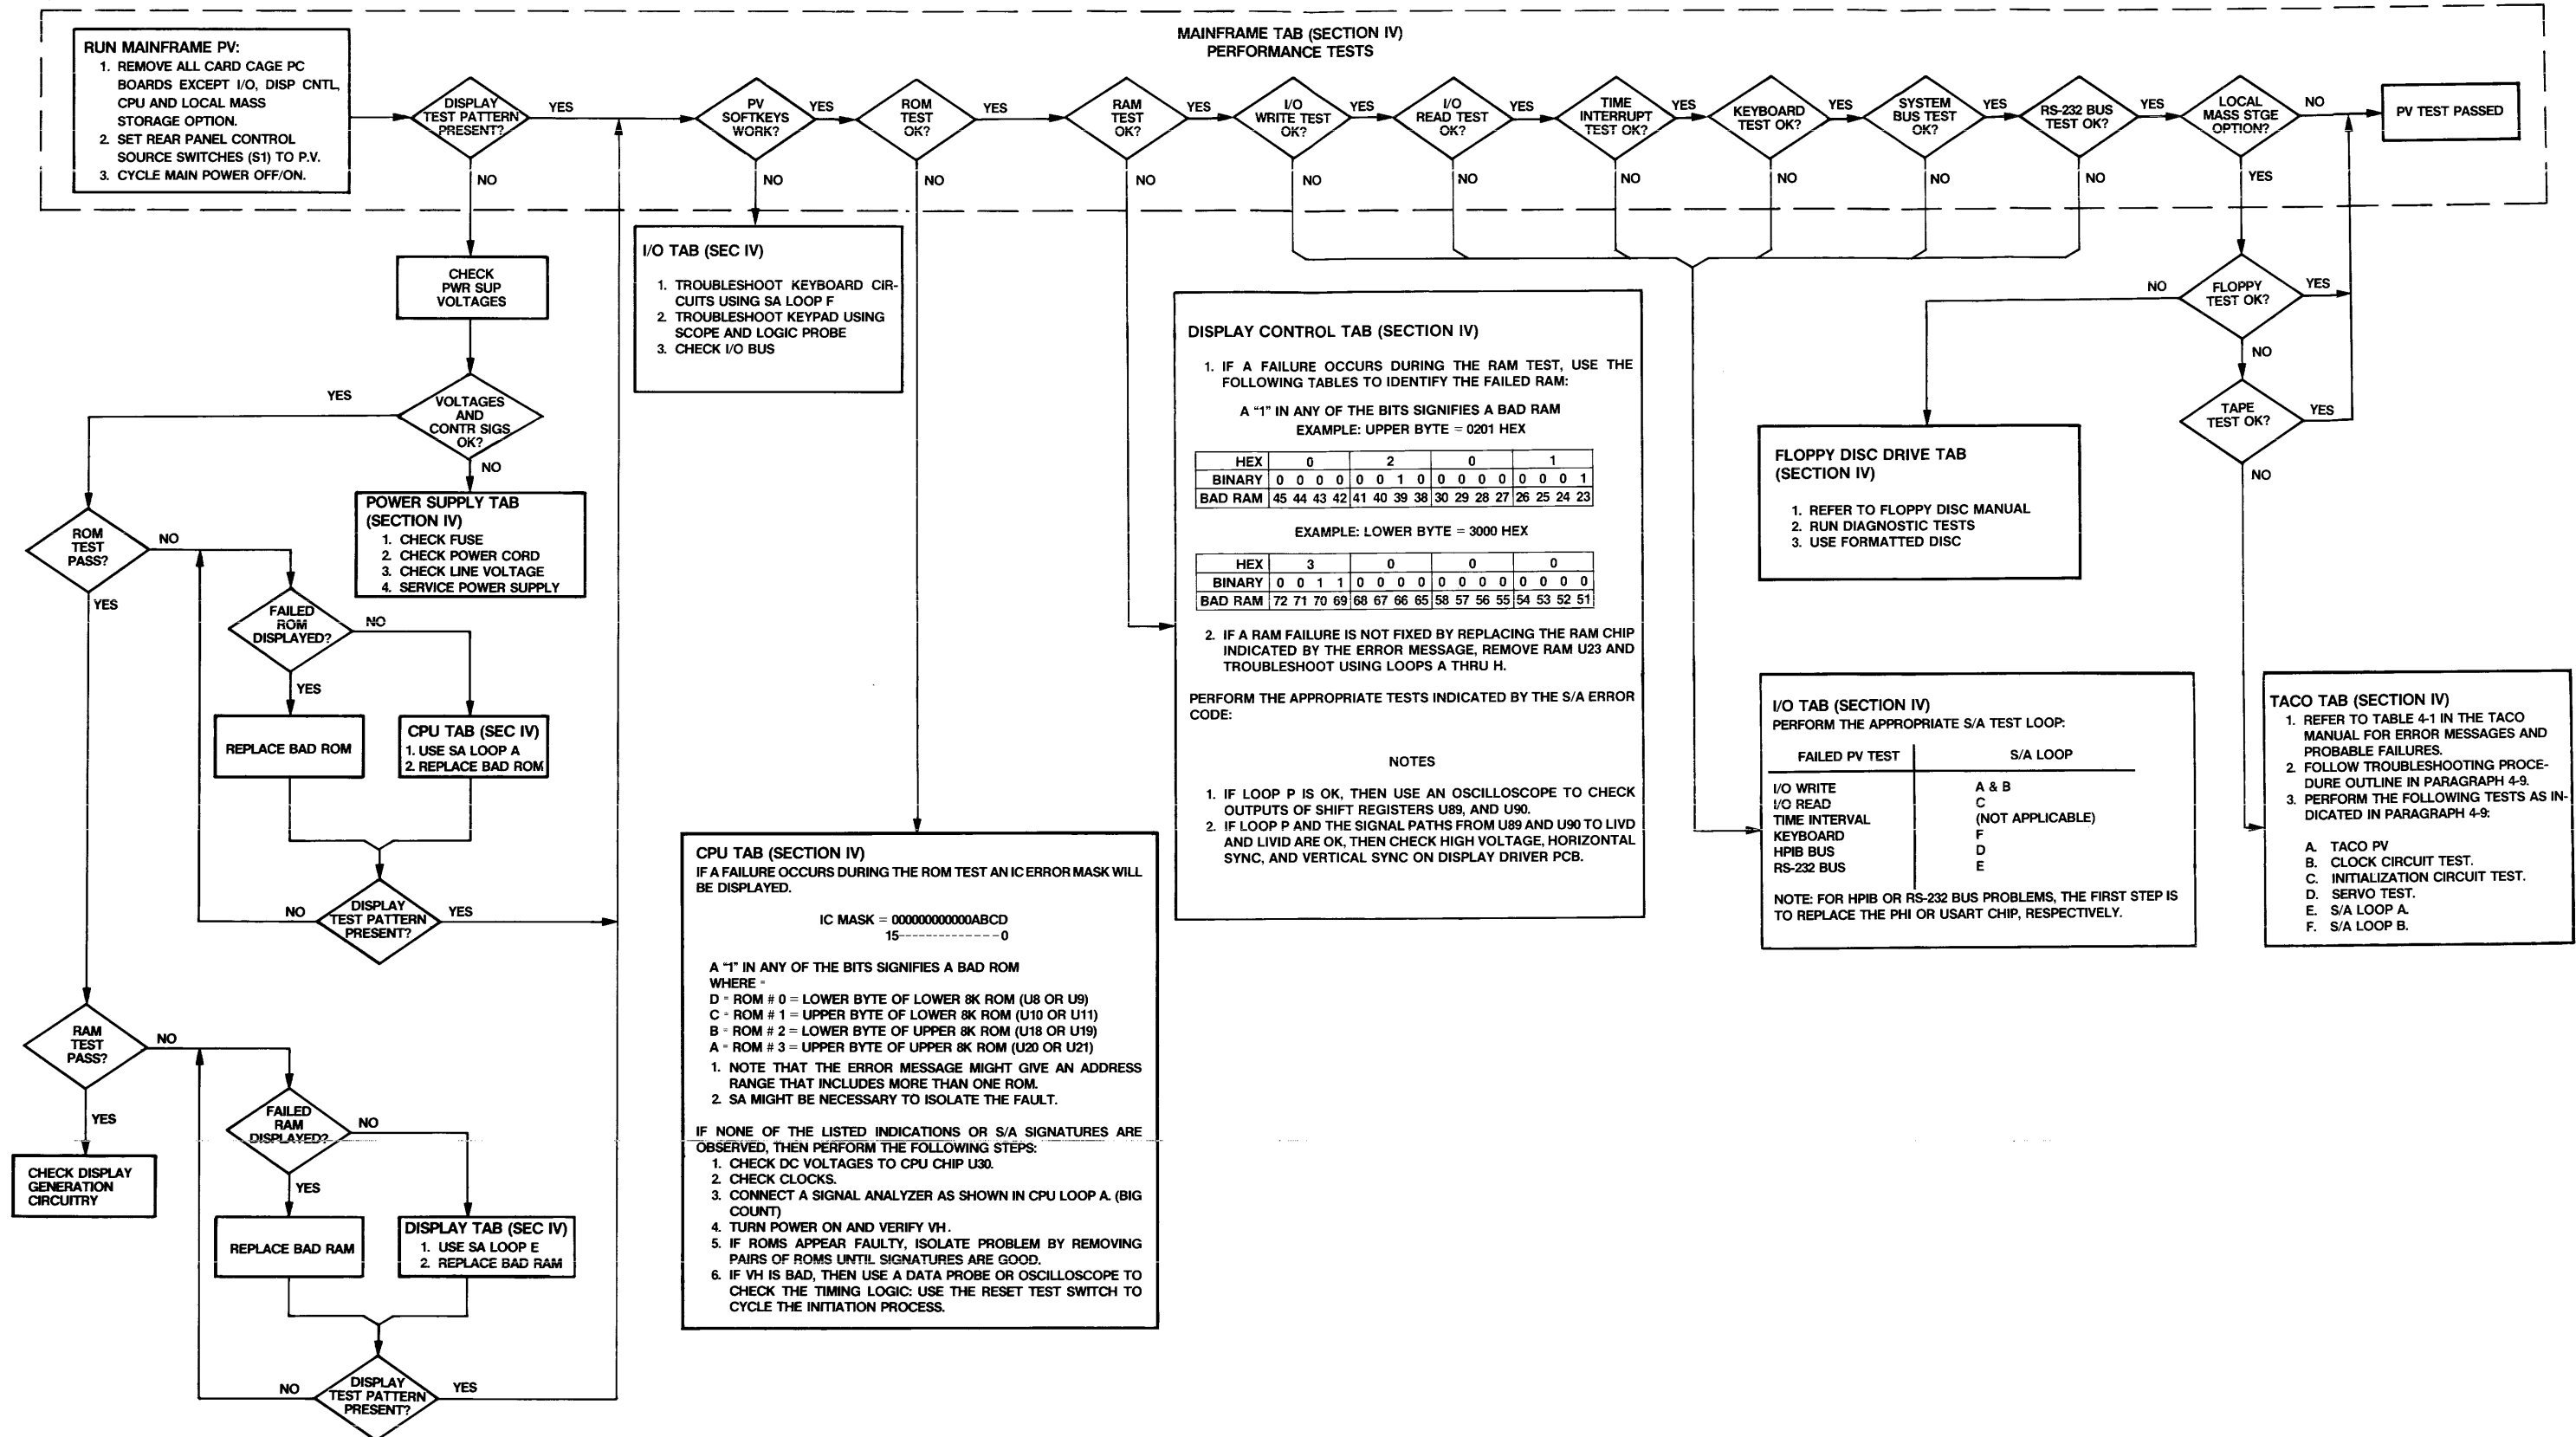 MAINFRAME TAB (SECTION IV)
PERFORMANCE TESTS
RUN MAINFRAME PV:
1. REMOVE ALL CARD CAGE PC
BOARDS EXCEPT I/O, DISP CNTL,
CPU AND LOCAL MASS
STORAGE OPTION.
2. SET REAR PANEL CONTROL
SOURCE SWITCHES (S1) TO P.V.
3. CYCLE MAIN POWER OFF/ON.
DISPLAY
TEST PATTERN
PRESENT?
YES
NO
PV
SOFTKEYS
WORK?
YES
NO
ROM
TEST
OK?
YES
NO
RAM
TEST
OK?
YES
NO
I/O
WRITE TEST
OK?
YES
NO
I/O
READ TEST
OK?
YES
NO
TIME
INTERRUPT
TEST OK?
YES
NO
KEYBOARD
TEST OK?
YES
NO
SYSTEM
BUS TEST
OK?
YES
NO
RS-232 BUS
TEST OK?
YES
NO
LOCAL
MASS STGE
OPTION?
NO
YES
PV TEST PASSED
CHECK
PWR SUP
VOLTAGES
VOLTAGES
AND
CONTR SIGS
OK?
YES
NO
POWER SUPPLY TAB
(SECTION IV)
1. CHECK FUSE
2. CHECK POWER CORD
3. CHECK LINE VOLTAGE
4. SERVICE POWER SUPPLY
ROM
TEST
PASS?
NO
YES
FAILED
ROM
DISPLAYED?
NO
YES
REPLACE BAD ROM
CPU TAB (SEC IV)
1. USE SA LOOP A
2. REPLACE BAD ROM
DISPLAY
TEST PATTERN
PRESENT?
NO
YES
RAM
TEST
PASS?
NO
YES
CHECK DISPLAY
GENERATION
CIRCUITRY
FAILED
RAM
DISPLAYED?
NO
YES
REPLACE BAD RAM
DISPLAY TAB (SEC IV)
1. USE SA LOOP E
2. REPLACE BAD RAM
DISPLAY
TEST PATTERN
PRESENT?
NO
YES
I/O TAB (SEC IV)
1. TROUBLESHOOT KEYBOARD CIR-
CUITS USING SA LOOP F
2. TROUBLESHOOT KEYPAD USING
SCOPE AND LOGIC PROBE
3. CHECK I/O BUS
CPU TAB (SECTION IV)
IF A FAILURE OCCURS DURING THE ROM TEST AN IC ERROR MASK WILL
BE DISPLAYED.
IC MASK = 000000000000ABCD
15--------------0
A "1" IN ANY OF THE BITS SIGNIFIES A BAD ROM
WHERE =
D = ROM # 0 = LOWER BYTE OF LOWER 8K ROM (U8 OR U9)
C = ROM # 1 = UPPER BYTE OF LOWER 8K ROM (U10 OR U11)
B = ROM # 2 = LOWER BYTE OF UPPER 8K ROM (U18 OR U19)
A = ROM # 3 = UPPER BYTE OF UPPER 8K ROM (U20 OR U21)
1. NOTE THAT THE ERROR MESSAGE MIGHT GIVE AN ADDRESS
RANGE THAT INCLUDES MORE THAN ONE ROM.
2. SA MIGHT BE NECESSARY TO ISOLATE THE FAULT.
IF NONE OF THE LISTED INDICATIONS OR S/A SIGNATURES ARE
OBSERVED, THEN PERFORM THE FOLLOWING STEPS:
1. CHECK DC VOLTAGES TO CPU CHIP U30.
2. CHECK CLOCKS.
3. CONNECT A SIGNAL ANALYZER AS SHOWN IN CPU LOOP A. (BIG
COUNT)
4. TURN POWER ON AND VERIFY VH.
5. IF ROMS APPEAR FAULTY, ISOLATE PROBLEM BY REMOVING
PAIRS OF ROMS UNTIL SIGNATURES ARE GOOD.
6. IF VH IS BAD, THEN USE A DATA PROBE OR OSCILLOSCOPE TO
CHECK THE TIMING LOGIC: USE THE RESET TEST SWITCH TO
CYCLE THE INITIATION PROCESS.
DISPLAY CONTROL TAB (SECTION IV)
1. IF A FAILURE OCCURS DURING THE RAM TEST, USE THE
FOLLOWING TABLES TO IDENTIFY THE FAILED RAM:
A "1" IN ANY OF THE BITS SIGNIFIES A BAD RAM
EXAMPLE: UPPER BYTE = 0201 HEX
HEX 0 2 0 1
BINARY 0 0 0 0 0 0 1 0 0 0 0 0 0 0 0 1
BAD RAM 45 44 43 42 41 40 39 38 30 29 28 27 26 25 24 23
EXAMPLE: LOWER BYTE = 3000 HEX
HEX 3 0 0 0
BINARY 0 0 1 1 0 0 0 0 0 0 0 0 0 0 0 0
BAD RAM 72 71 70 69 68 67 66 65 58 57 56 55 54 53 52 51
2. IF A RAM FAILURE IS NOT FIXED BY REPLACING THE RAM CHIP
INDICATED BY THE ERROR MESSAGE, REMOVE RAM U23 AND
TROUBLESHOOT USING LOOPS A THRU H.
PERFORM THE APPROPRIATE TESTS INDICATED BY THE S/A ERROR
CODE:
NOTES
1. IF LOOP P IS OK, THEN USE AN OSCILLOSCOPE TO CHECK
OUTPUTS OF SHIFT REGISTERS U89, AND U90.
2. IF LOOP P AND THE SIGNAL PATHS FROM U89 AND U90 TO LIVD
AND LIVID ARE OK, THEN CHECK HIGH VOLTAGE, HORIZONTAL
SYNC, AND VERTICAL SYNC ON DISPLAY DRIVER PCB.
FLOPPY
TEST OK?
NO
YES
NO
TAPE
TEST OK?
YES
NO
FLOPPY DISC DRIVE TAB
(SECTION IV)
1. REFER TO FLOPPY DISC MANUAL
2. RUN DIAGNOSTIC TESTS
3. USE FORMATTED DISC
I/O TAB (SECTION IV)
PERFORM THE APPROPRIATE S/A TEST LOOP:
FAILED PV TEST S/A LOOP
I/O WRITE A & B
I/O READ C
TIME INTERVAL (NOT APPLICABLE)
KEYBOARD F
HPIB BUS D
RS-232 BUS E
NOTE: FOR HPIB OR RS-232 BUS PROBLEMS, THE FIRST STEP IS
TO REPLACE THE PHI OR USART CHIP, RESPECTIVELY.
TACO TAB (SECTION IV)
1. REFER TO TABLE 4-1 IN THE TACO
MANUAL FOR ERROR MESSAGES AND
PROBABLE FAILURES.
2. FOLLOW TROUBLESHOOTING PROCE-
DURE OUTLINE IN PARAGRAPH 4-9.
3. PERFORM THE FOLLOWING TESTS AS IN-
DICATED IN PARAGRAPH 4-9:
A. TACO PV
B. CLOCK CIRCUIT TEST.
C. INITIALIZATION CIRCUIT TEST.
D. SERVO TEST.
E. S/A LOOP A.
F. S/A LOOP B.